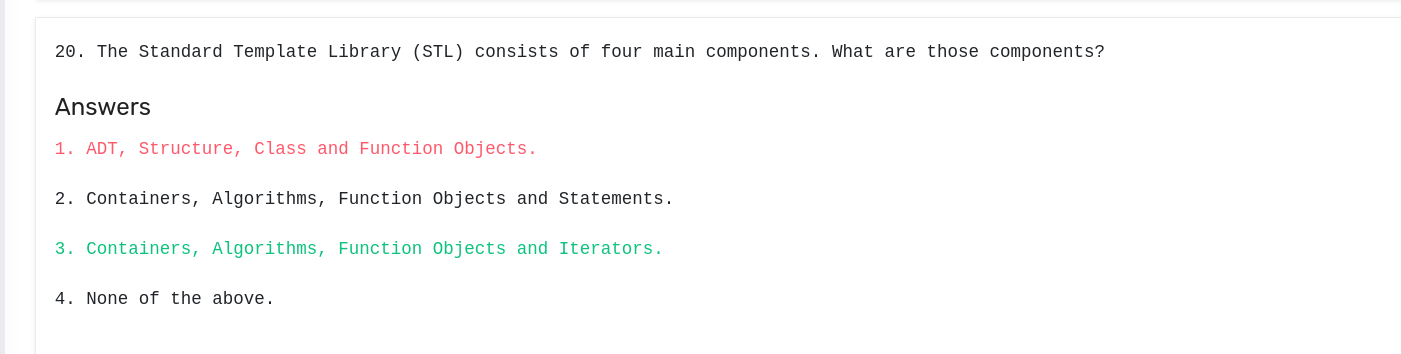 20. The Standard Template Library (STL) consists of four main components. What are those components?
Answers
1. ADT, Structure, Class and Function Objects.
2. Containers, Algorithms, Function Objects and Statements.
3. Containers, Algorithms, Function Objects and Iterators.
4. None of the above.